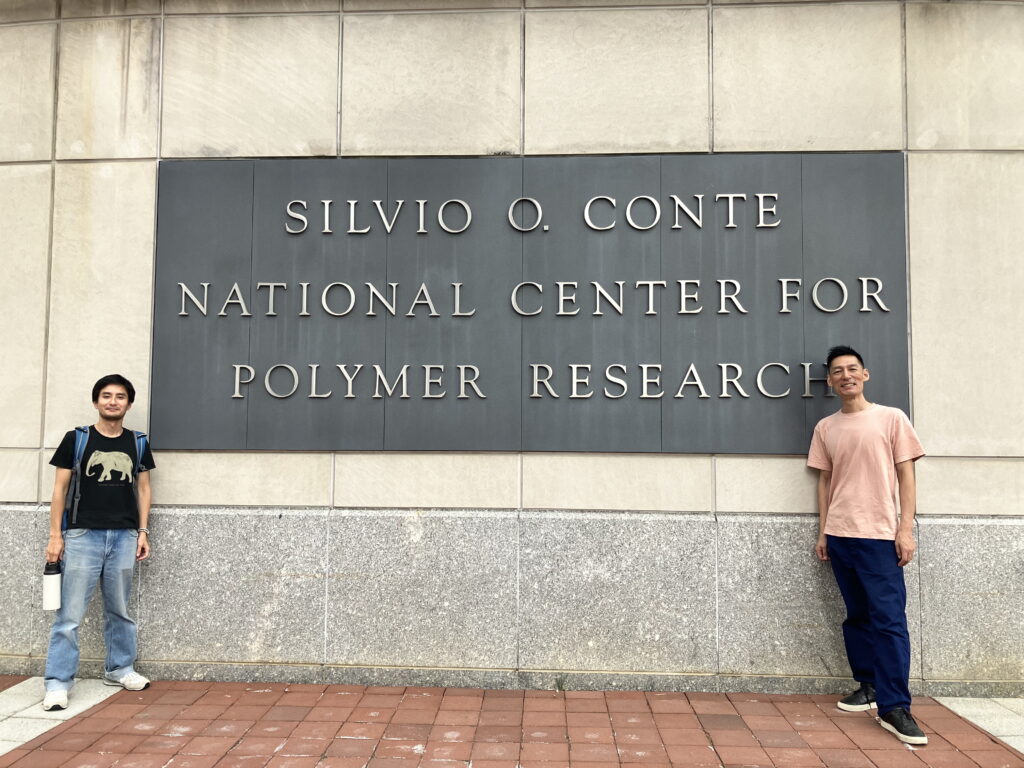 SILVIO O. CONTE
NATIONAL CENTER FOR
POLYMER RESEARCH